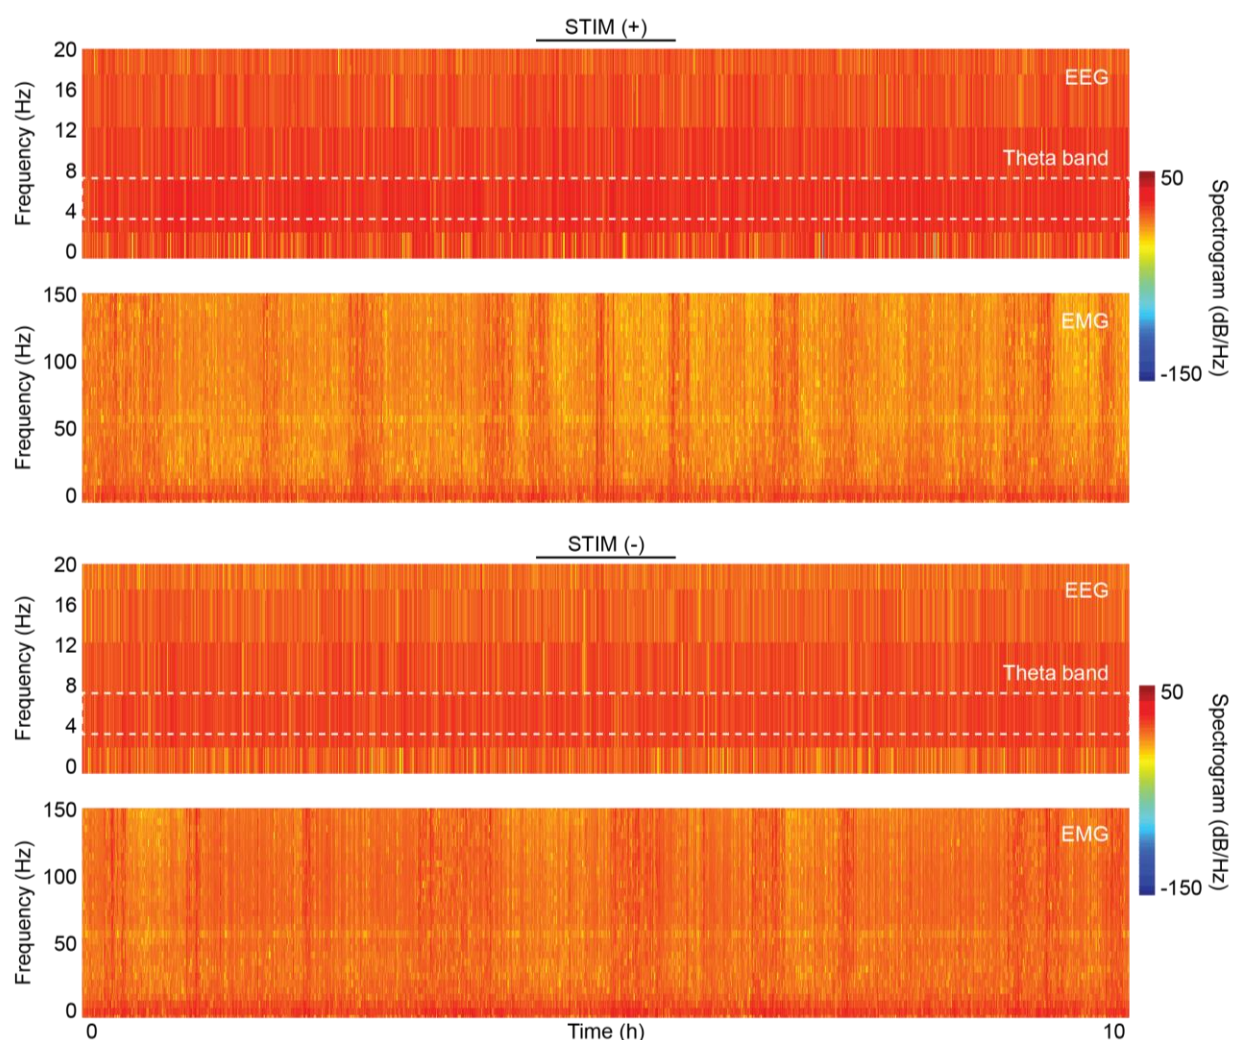 STIM (+)
20
16
12
8
4
0
Frequency (Hz)
EEG
Theta band
50
-150
Spectrogram (dB/Hz)
150
100
50
0
Frequency (Hz)
EMG
STIM (-)
20
16
12
8
4
0
Frequency (Hz)
EEG
Theta band
50
-150
Spectrogram (dB/Hz)
150
100
50
0
Frequency (Hz)
EMG
0
Time (h)
10